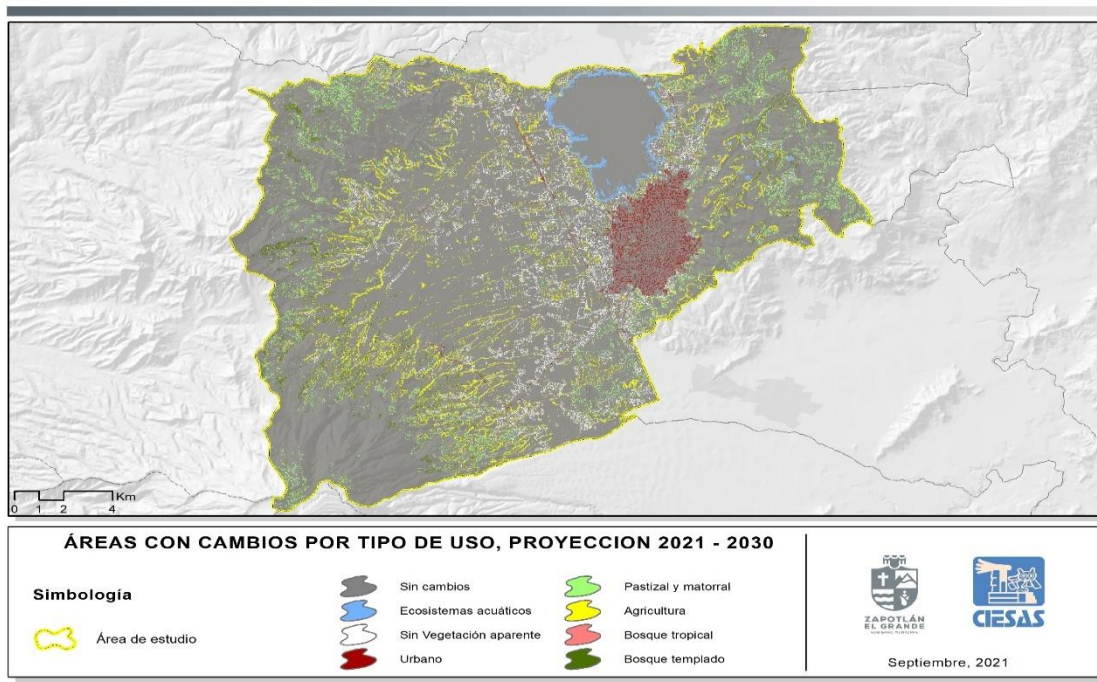 0 1 2 4 Km
ÁREAS CON CAMBIOS POR TIPO DE USO, PROYECCION 2021 - 2030
Simbología
Área de estudio
Sin cambios
Ecosistemas acuáticos
Sin Vegetación aparente
Urbano
Pastizal y matorral
Agricultura
Bosque tropical
Bosque templado
ZAPOTLÁN
EL GRANDE
CIESAS
Septiembre, 2021